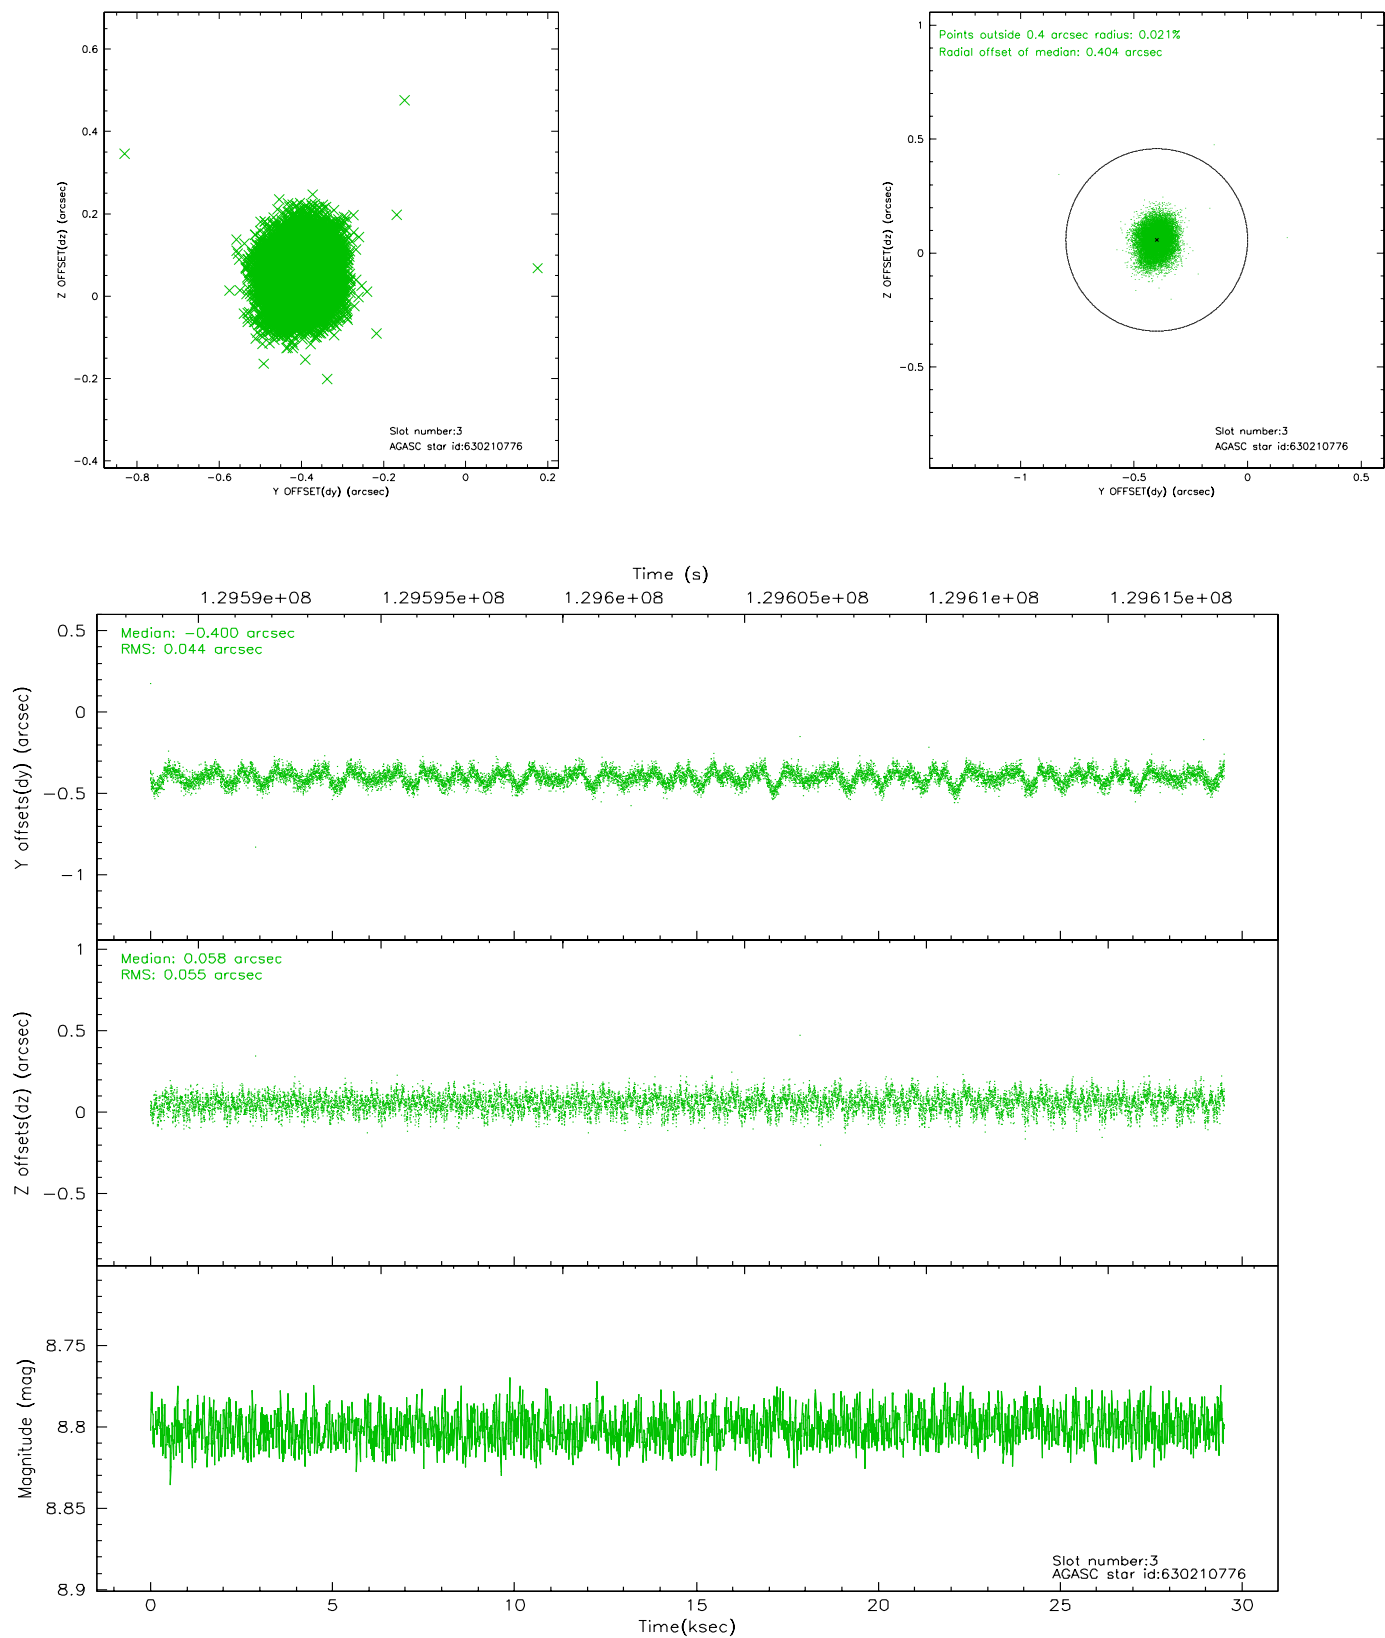 0.6
0.4
0.2
0
−0.2
−0.4
Z OFFSET(dz) (arcsec)
Slot number:3
AGASC star id:630210776
−0.8 −0.6 −0.4 −0.2 0 0.2
Y OFFSET(dy) (arcsec)
Points outside 0.4 arcsec radius: 0.021%
Radial offset of median: 0.404 arcsec
1
0.5
0
−0.5
Z OFFSET(dz) (arcsec)
Slot number:3
AGASC star id:630210776
−1 −0.5 0 0.5
Y OFFSET(dy) (arcsec)
Time (s)
1.2959e+08 1.29595e+08 1.296e+08 1.29605e+08 1.2961e+08 1.29615e+08
Median: −0.400 arcsec
RMS: 0.044 arcsec
0.5
0
−0.5
−1
Y offsets(dy) (arcsec)
Median: 0.058 arcsec
RMS: 0.055 arcsec
1
0.5
0
−0.5
Z offsets(dz) (arcsec)
8.75
8.8
8.85
8.9
Magnitude (mag)
Slot number:3
AGASC star id:630210776
0 5 10 15 20 25 30
Time(ksec)